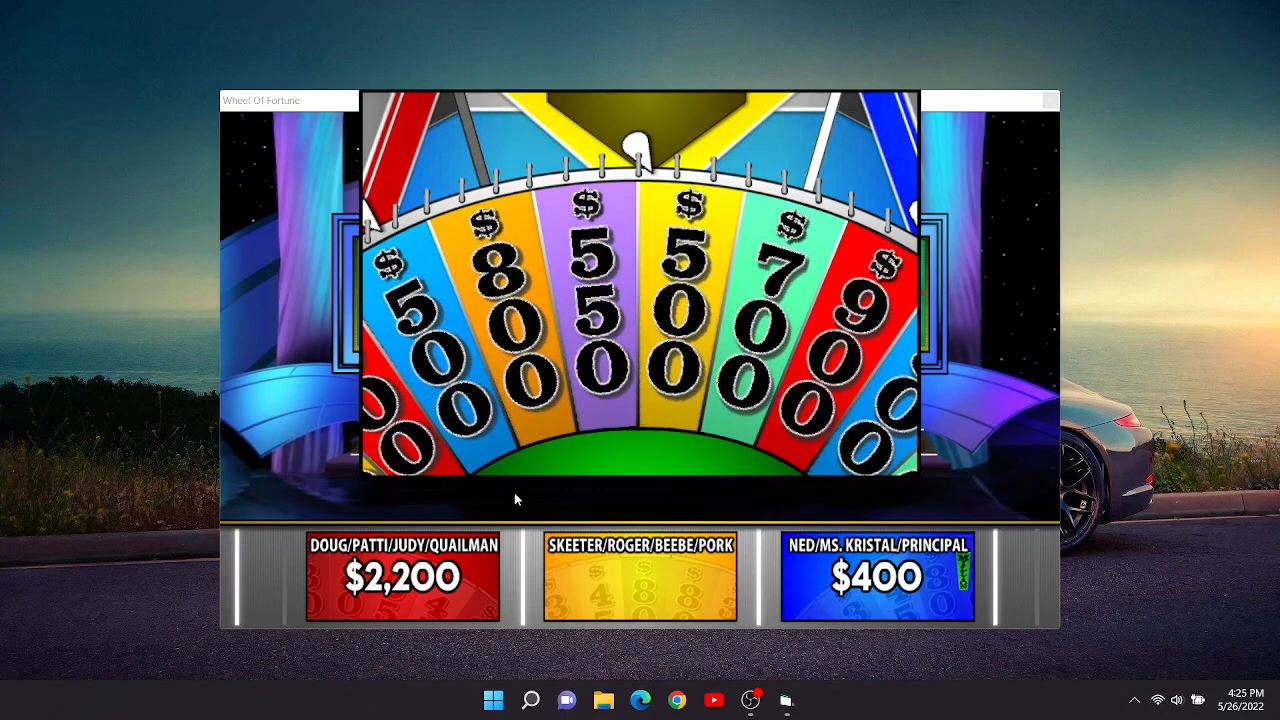 Wheel Of Fortune
$500
$800
$550
$500
$700
$900
DOUG/PATTI/JUDY/QUAILMAN
$2,200
SKEETER/ROGER/BEEBE/PORK
NED/MS. KRISTAL/PRINCIPAL
$400
4:25 PM
5/26/2022